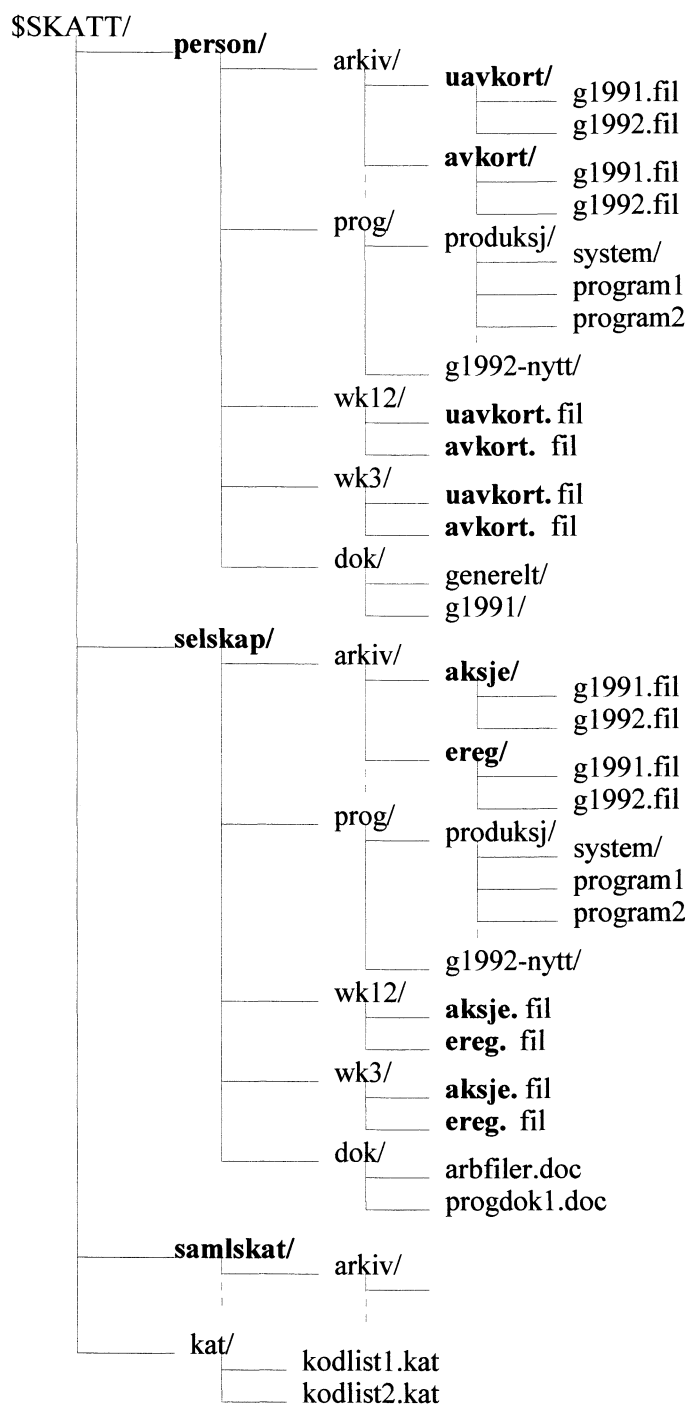 $SKATT/
person/
arkiv/
uavkort/
g1991.fil
g1992.fil
avkort/
g1991.fil
g1992.fil
prog/
produksj/
system/
program1
program2
g1992-nytt/
wk12/
uavkort. fil
avkort. fil
wk3/
uavkort. fil
avkort. fil
dok/
generelt/
g1991/
selskap/
arkiv/
aksje/
g1991.fil
g1992.fil
ereg/
g1991.fil
g1992.fil
prog/
produksj/
system/
program1
program2
g1992-nytt/
wk12/
aksje. fil
ereg. fil
wk3/
aksje. fil
ereg. fil
dok/
arbfiler.doc
progdok1.doc
samlskat/
arkiv/
kat/
kodlist1.kat
kodlist2.kat